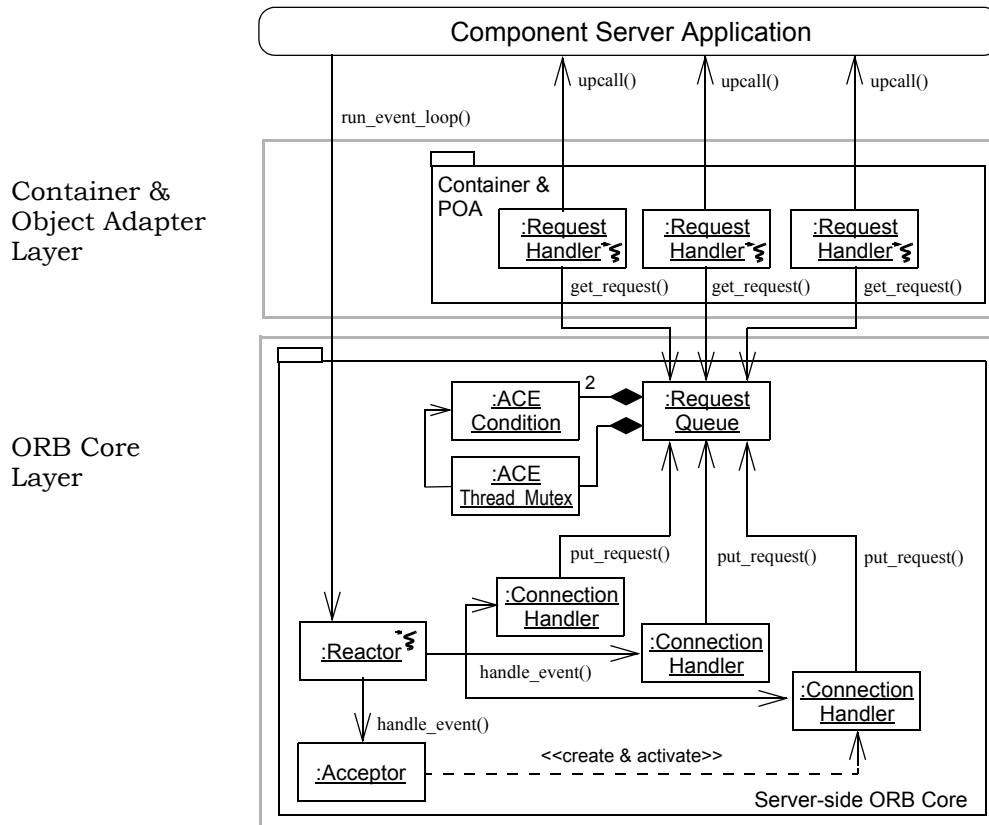 Component Server Application
upcall()
upcall()
upcall()
run_event_loop()
Container &
Object Adapter
Layer
Container &
POA
:Request
Handler
:Request
Handler
:Request
Handler
get_request()
get_request()
get_request()
ORB Core
Layer
2
:ACE
Condition
:Request
Queue
:ACE
Thread_Mutex
put_request()
put_request()
put_request()
:Connection
Handler
:Reactor
:Connection
Handler
handle_event()
:Connection
Handler
handle_event()
<<create & activate>>
:Acceptor
Server-side ORB Core